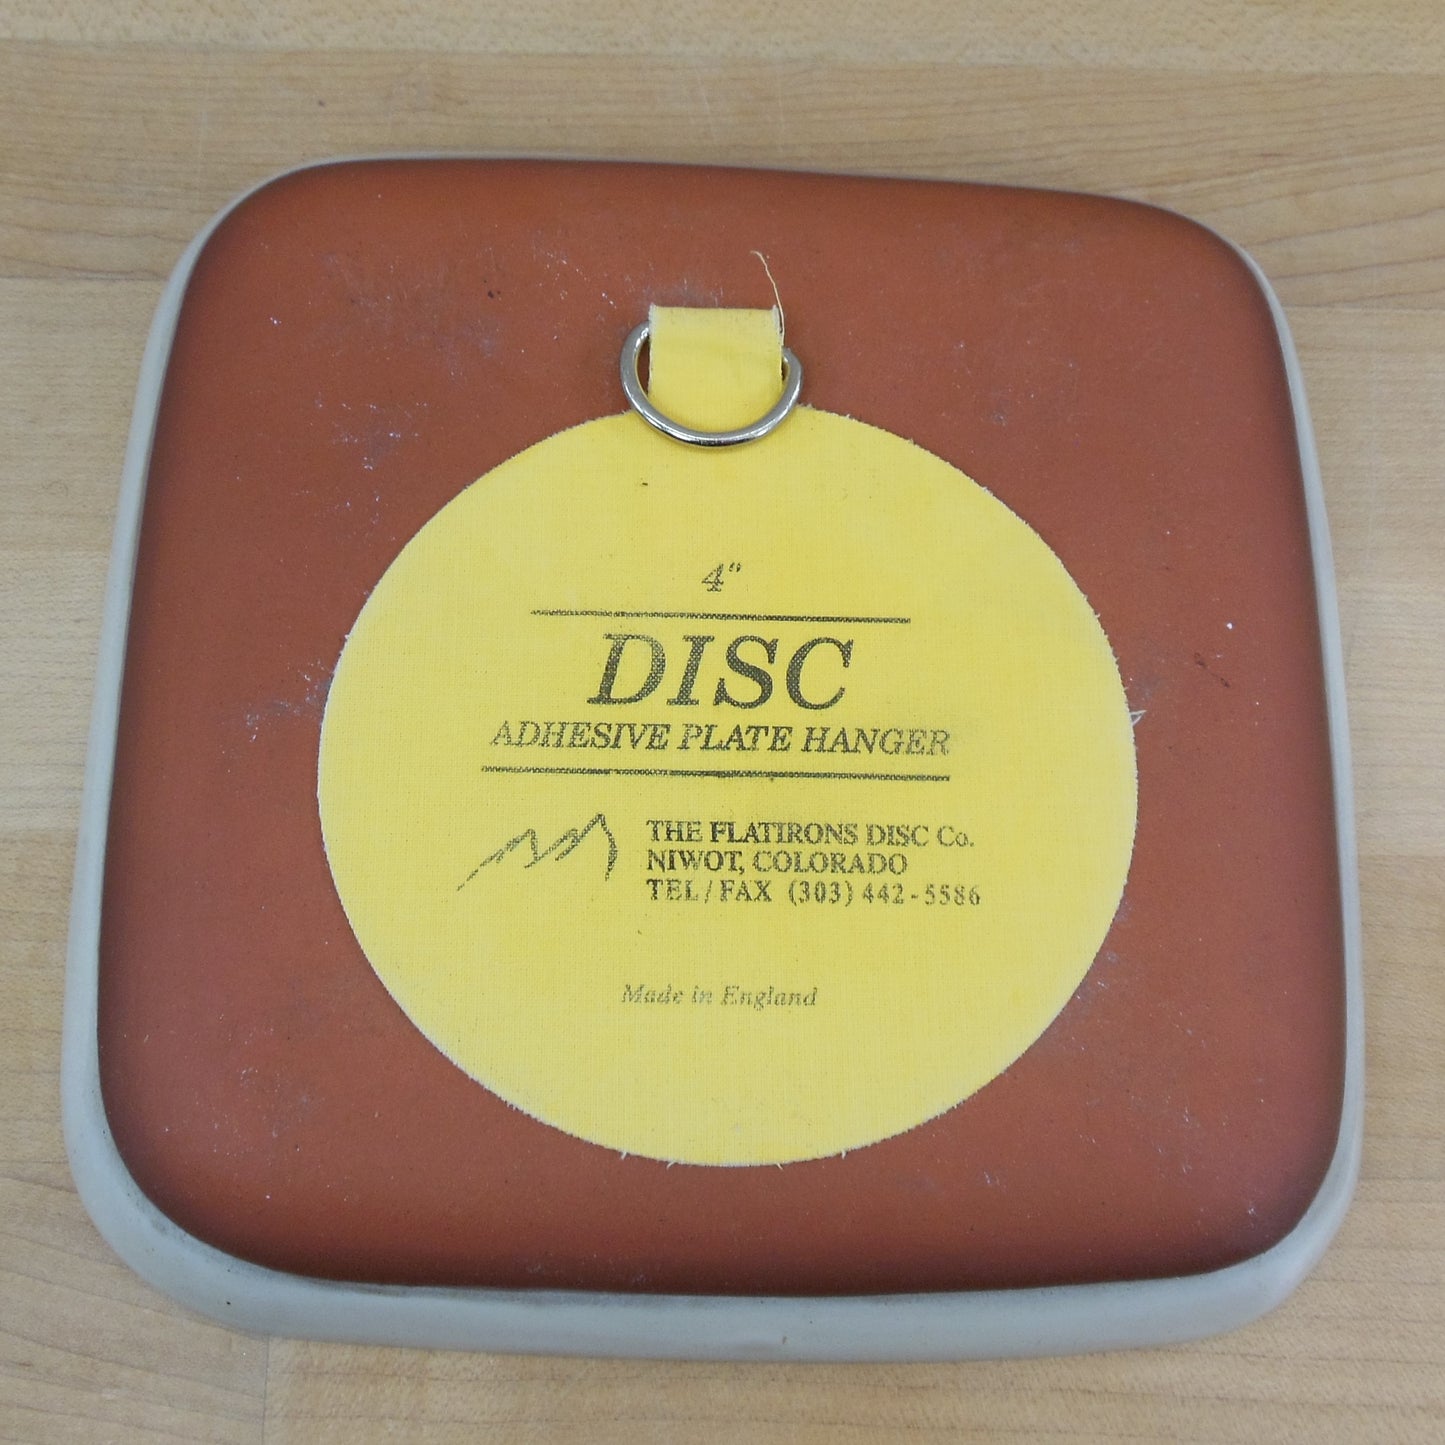 4"
DISC
ADHESIVE PLATE HANGER
THE FLATIRONS DISC Co.
NIWOT, COLORADO
TEL / FAX (303) 442-5586
Made in England